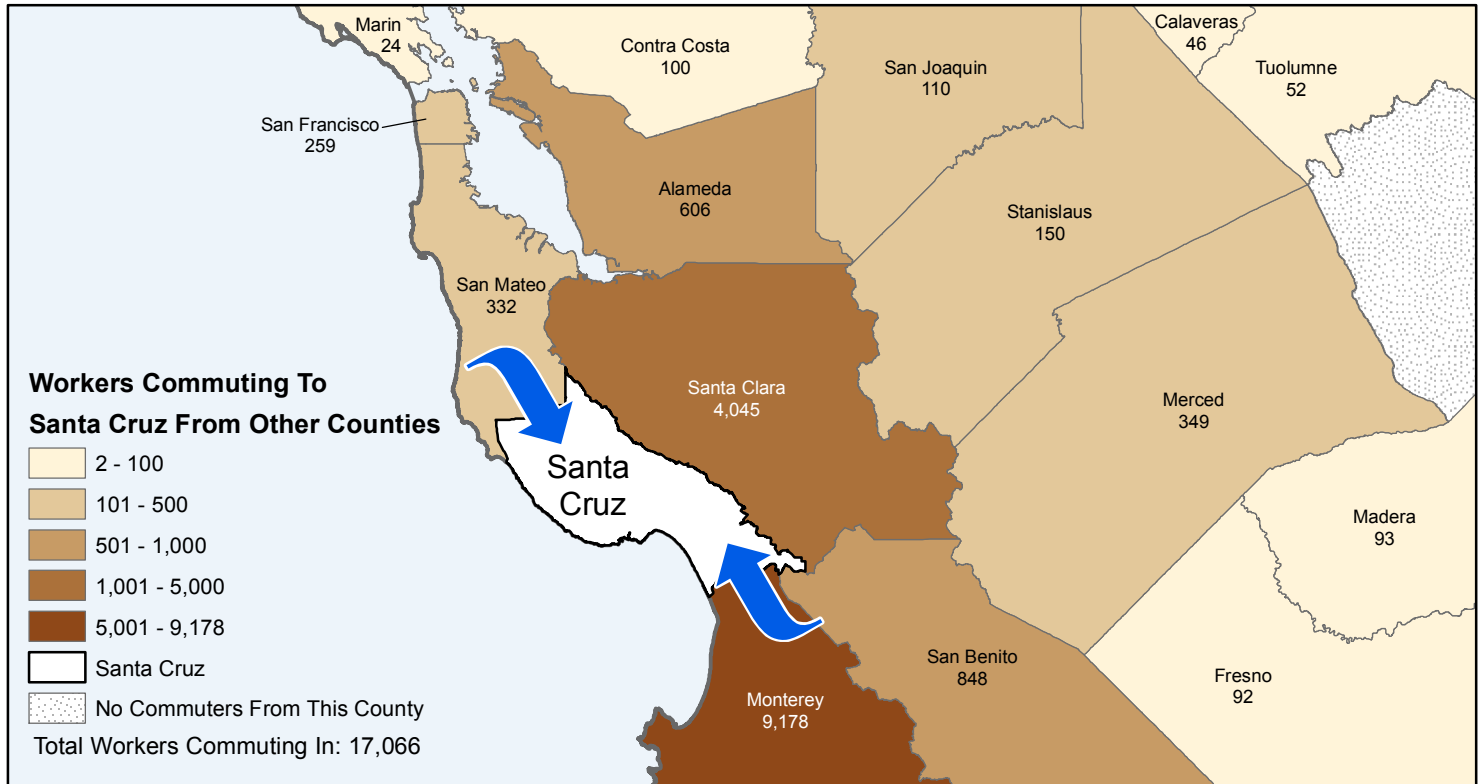 Marin
24
Contra Costa
100
San Joaquin
110
Calaveras
46
Tuolumne
52
San Francisco
259
Alameda
606
Stanislaus
150
San Mateo
332
Santa Clara
4,045
Merced
349
Santa
Cruz
Madera
93
San Benito
848
Fresno
92
Monterey
9,178
Workers Commuting To
Santa Cruz From Other Counties
2 - 100
101 - 500
501 - 1,000
1,001 - 5,000
5,001 - 9,178
Santa Cruz
No Commuters From This County
Total Workers Commuting In: 17,066